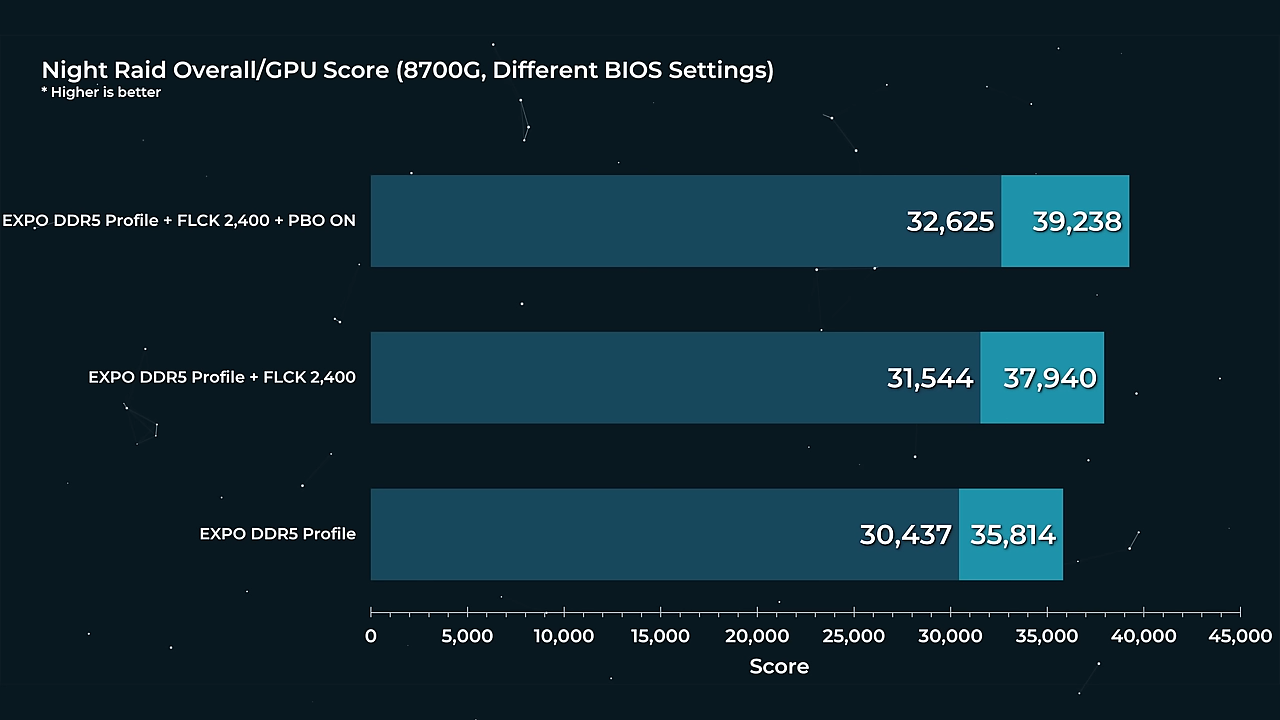 Night Raid Overall/GPU Score (8700G, Different BIOS Settings)
* Higher is better
EXPO DDR5 Profile + FLCK 2,400 + PBO ON 32,625 39,238
EXPO DDR5 Profile + FLCK 2,400 31,544 37,940
EXPO DDR5 Profile 30,437 35,814
0 5,000 10,000 15,000 20,000 25,000 30,000 35,000 40,000 45,000
Score